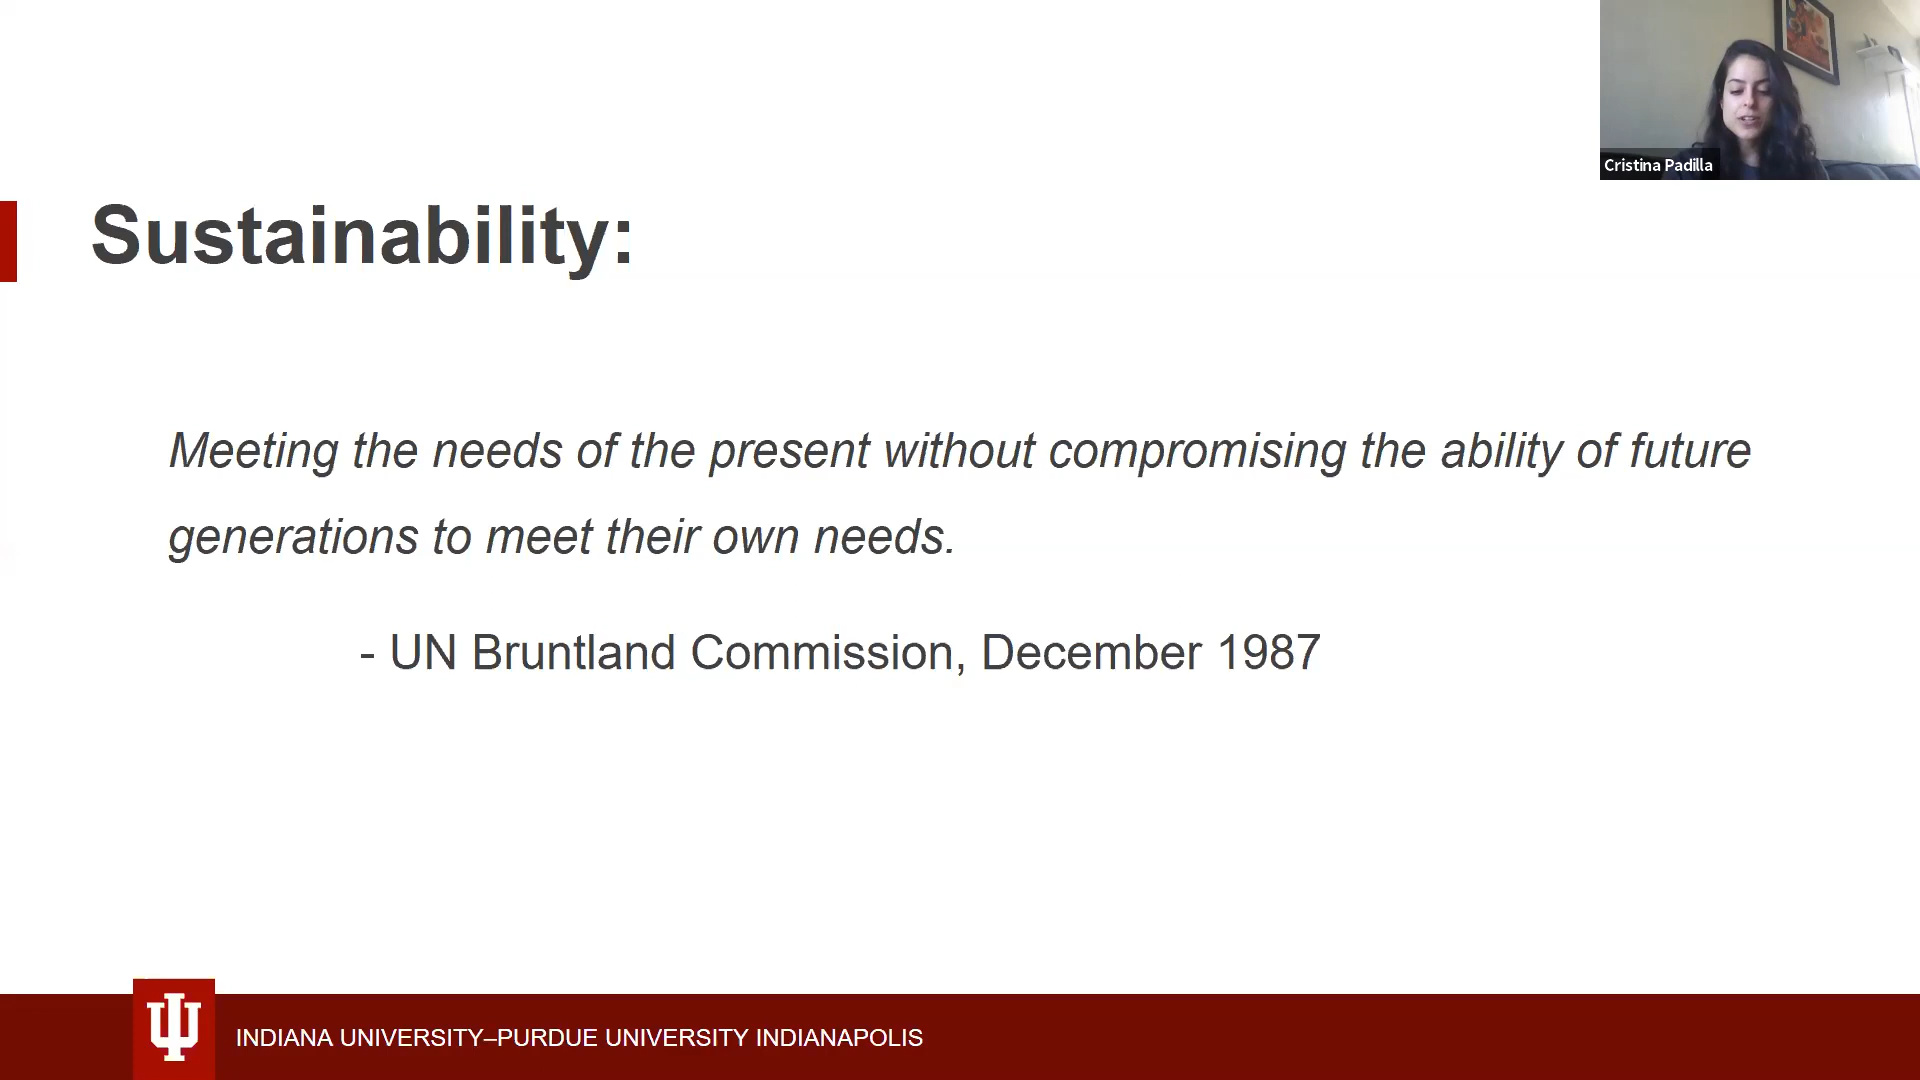 Cristina Padilla
Sustainability:
Meeting the needs of the present without compromising the ability of future
generations to meet their own needs.
- UN Bruntland Commission, December 1987
INDIANA UNIVERSITY–PURDUE UNIVERSITY INDIANAPOLIS